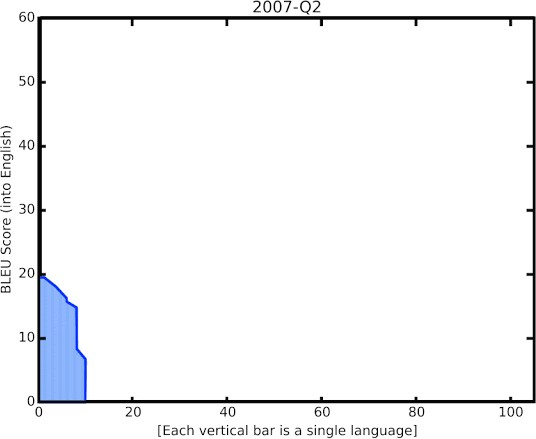 2007-Q2
60
50
40
30
20
10
0
BLEU Score (into English)
0 20 40 60 80 100
[Each vertical bar is a single language]